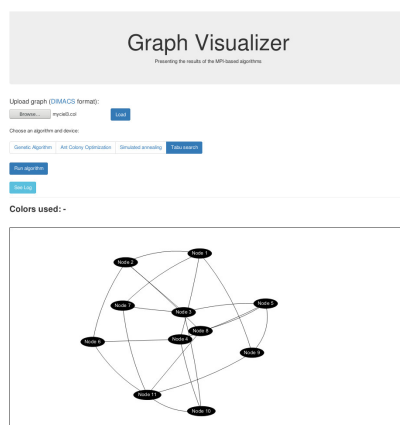 Graph Visualizer
Presenting the results of the MPI-based algorithms
Upload graph (DIMACS format):
Browse... myciel3.col Load
Choose an algorithm and device:
Genetic Algorithm Ant Colony Optimization Simulated annealing Tabu search
Run algorithm
See Log
Colors used: -
Node 1
Node 2
Node 5
Node 7
Node 3
Node 8
Node 4
Node 6
Node 9
Node 11
Node 10